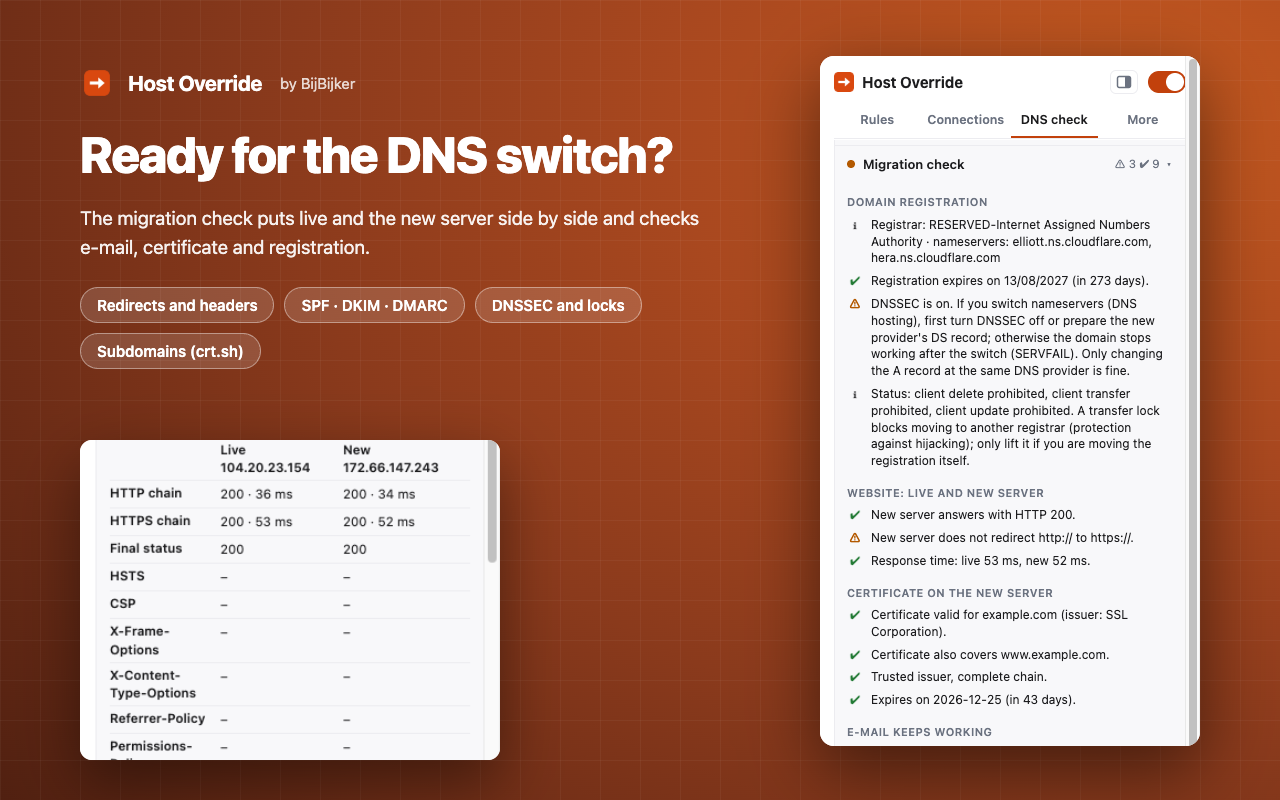 Host Override by BijBijker
Ready for the DNS switch?
The migration check puts live and the new server side by side and checks
e-mail, certificate and registration.
Redirects and headers
SPF · DKIM · DMARC
DNSSEC and locks
Subdomains (crt.sh)
Live New
104.20.23.154 172.66.147.243
HTTP chain 200 · 36 ms 200 · 34 ms
HTTPS chain 200 · 53 ms 200 · 52 ms
Final status 200 200
HSTS – –
CSP – –
X-Frame- – –
Options
X-Content- – –
Type-Options
Referrer-Policy – –
Permissions- – –
Host Override
Rules Connections DNS check More
Migration check ⚠ 3 ✔ 9 ▾
DOMAIN REGISTRATION
ℹ Registrar: RESERVED-Internet Assigned Numbers
Authority · nameservers: elliott.ns.cloudflare.com,
hera.ns.cloudflare.com
✔ Registration expires on 13/08/2027 (in 273 days).
⚠ DNSSEC is on. If you switch nameservers (DNS
hosting), first turn DNSSEC off or prepare the new
provider's DS record; otherwise the domain stops
working after the switch (SERVFAIL). Only changing
the A record at the same DNS provider is fine.
ℹ Status: client delete prohibited, client transfer
prohibited, client update prohibited. A transfer lock
blocks moving to another registrar (protection
against hijacking); only lift it if you are moving the
registration itself.
WEBSITE: LIVE AND NEW SERVER
✔ New server answers with HTTP 200.
⚠ New server does not redirect http:// to https://.
✔ Response time: live 53 ms, new 52 ms.
CERTIFICATE ON THE NEW SERVER
✔ Certificate valid for example.com (issuer: SSL
Corporation).
✔ Certificate also covers www.example.com.
✔ Trusted issuer, complete chain.
✔ Expires on 2026-12-25 (in 43 days).
E-MAIL KEEPS WORKING